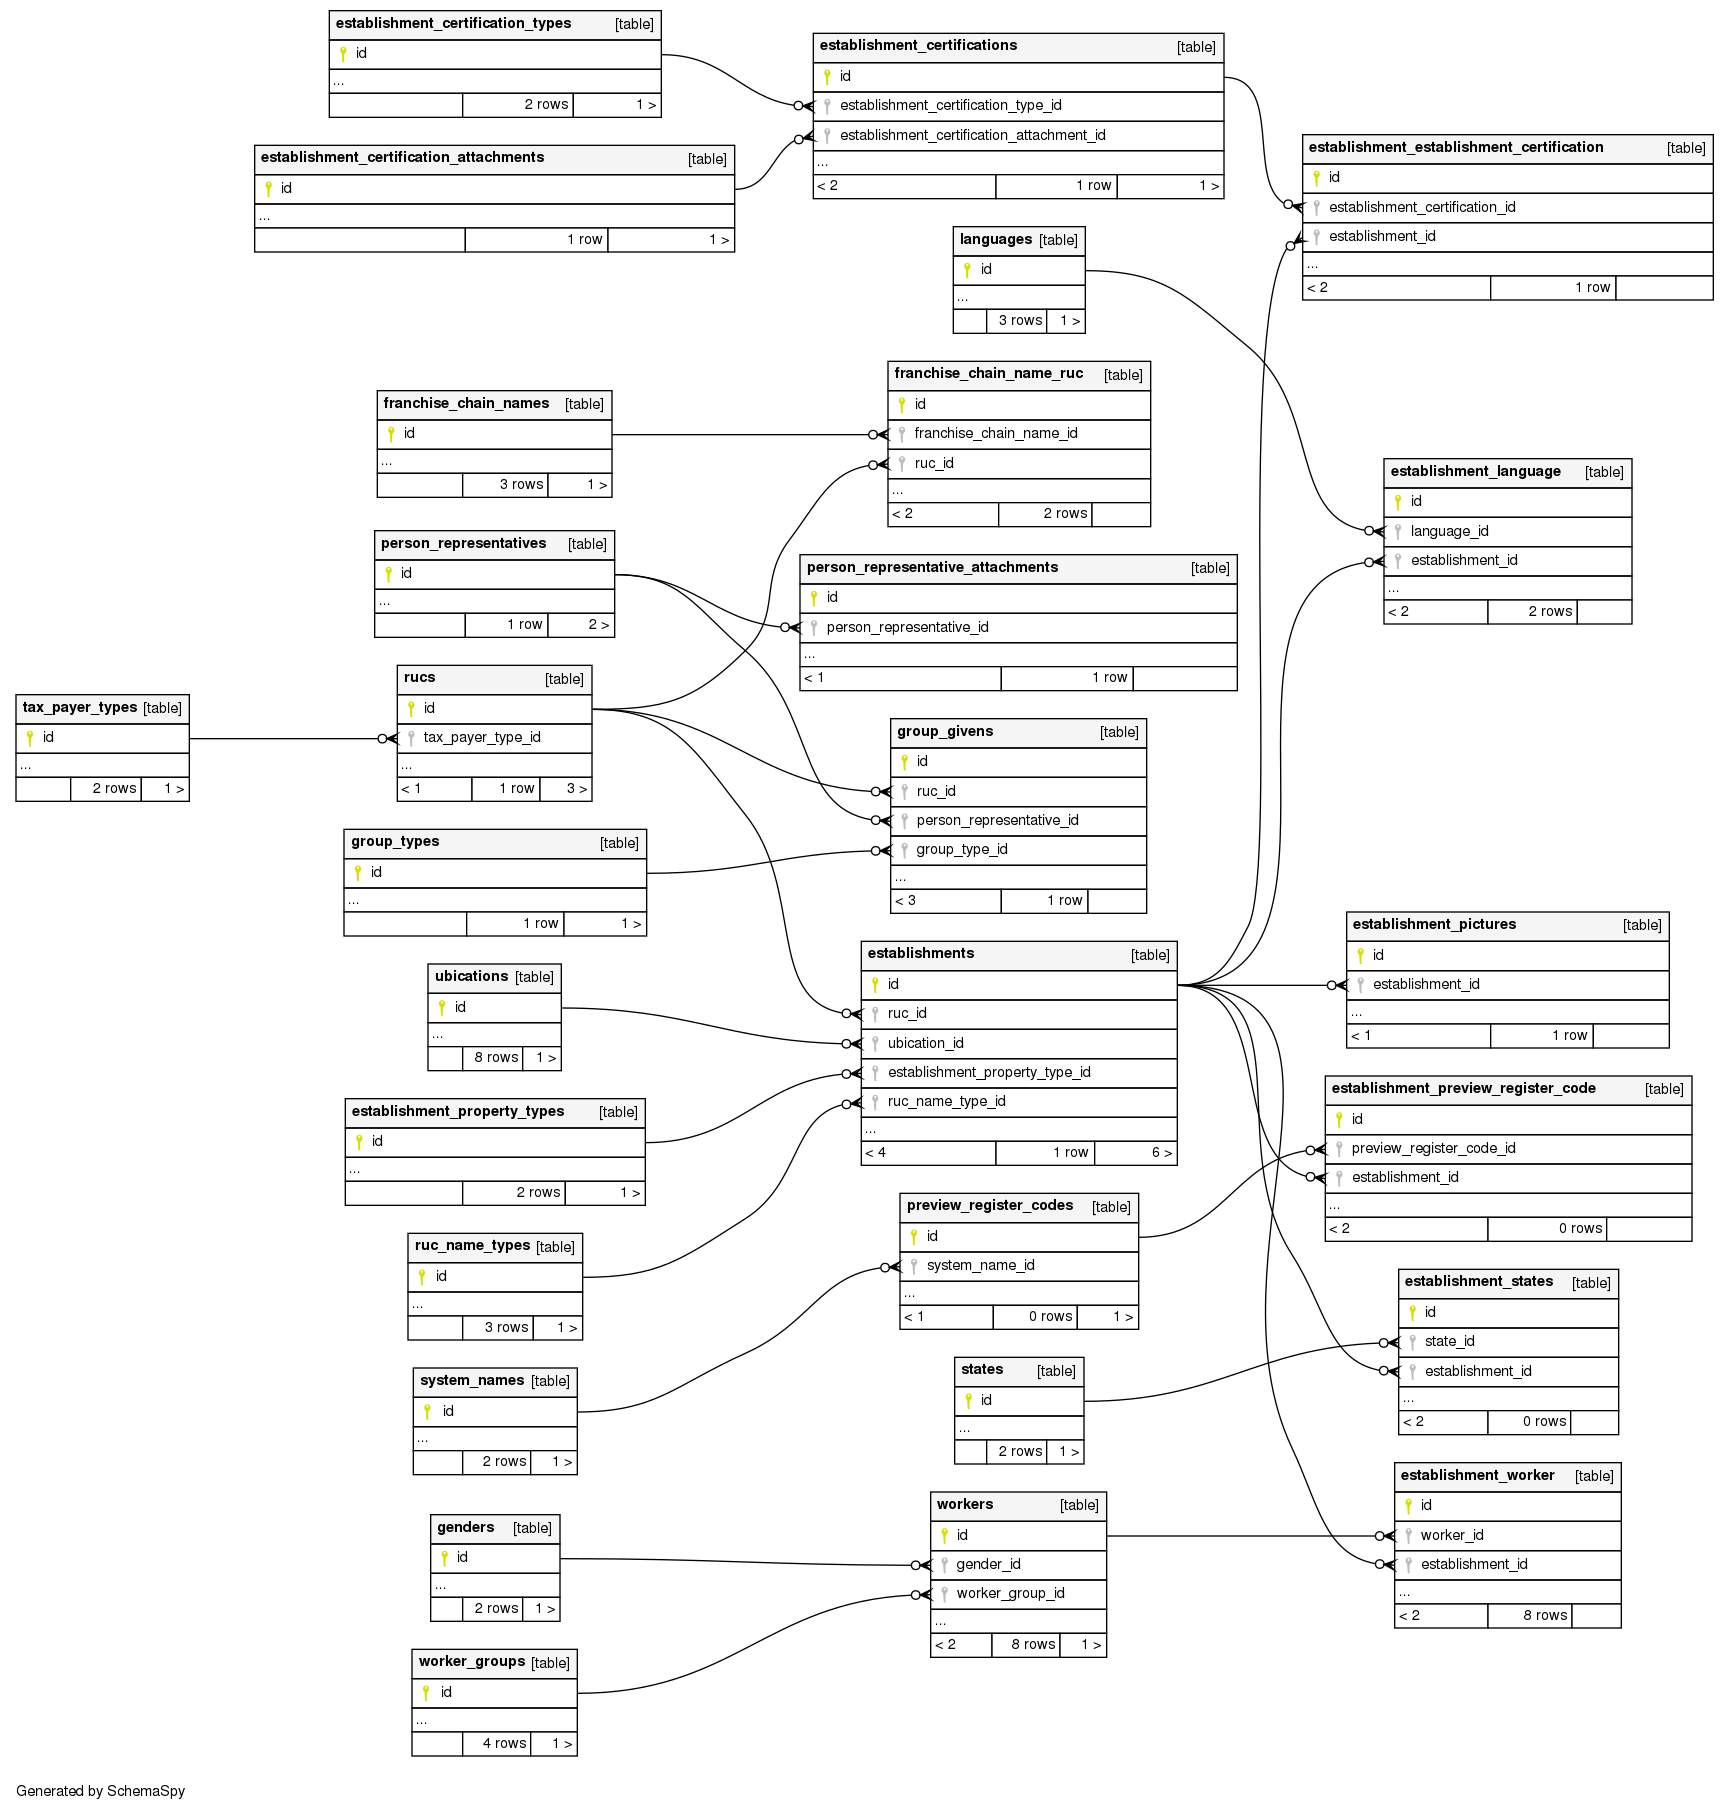 establishment_certification_types [table]
id
...
2 rows 1 >
establishment_certification_attachments [table]
id
...
1 row 1 >
establishment_certifications [table]
id
establishment_certification_type_id
establishment_certification_attachment_id
...
< 2 1 row 1 >
establishment_establishment_certification [table]
id
establishment_certification_id
establishment_id
...
< 2 1 row
languages [table]
id
...
3 rows 1 >
franchise_chain_names [table]
id
...
3 rows 1 >
franchise_chain_name_ruc [table]
id
franchise_chain_name_id
ruc_id
...
< 2 2 rows
establishment_language [table]
id
language_id
establishment_id
...
< 2 2 rows
person_representatives [table]
id
...
1 row 2 >
person_representative_attachments [table]
id
person_representative_id
...
< 1 1 row
tax_payer_types [table]
id
...
2 rows 1 >
rucs [table]
id
tax_payer_type_id
...
< 1 1 row 3 >
group_givens [table]
id
ruc_id
person_representative_id
group_type_id
...
< 3 1 row
group_types [table]
id
...
1 row 1 >
ubications [table]
id
...
8 rows 1 >
establishments [table]
id
ruc_id
ubication_id
establishment_property_type_id
ruc_name_type_id
...
< 4 1 row 6 >
establishment_pictures [table]
id
establishment_id
...
< 1 1 row
establishment_property_types [table]
id
...
2 rows 1 >
establishment_preview_register_code [table]
id
preview_register_code_id
establishment_id
...
< 2 0 rows
ruc_name_types [table]
id
...
3 rows 1 >
preview_register_codes [table]
id
system_name_id
...
< 1 0 rows 1 >
establishment_states [table]
id
state_id
establishment_id
...
< 2 0 rows
system_names [table]
id
...
2 rows 1 >
states [table]
id
...
2 rows 1 >
establishment_worker [table]
id
worker_id
establishment_id
...
< 2 8 rows
genders [table]
id
...
2 rows 1 >
workers [table]
id
gender_id
worker_group_id
...
< 2 8 rows 1 >
worker_groups [table]
id
...
4 rows 1 >
Generated by SchemaSpy